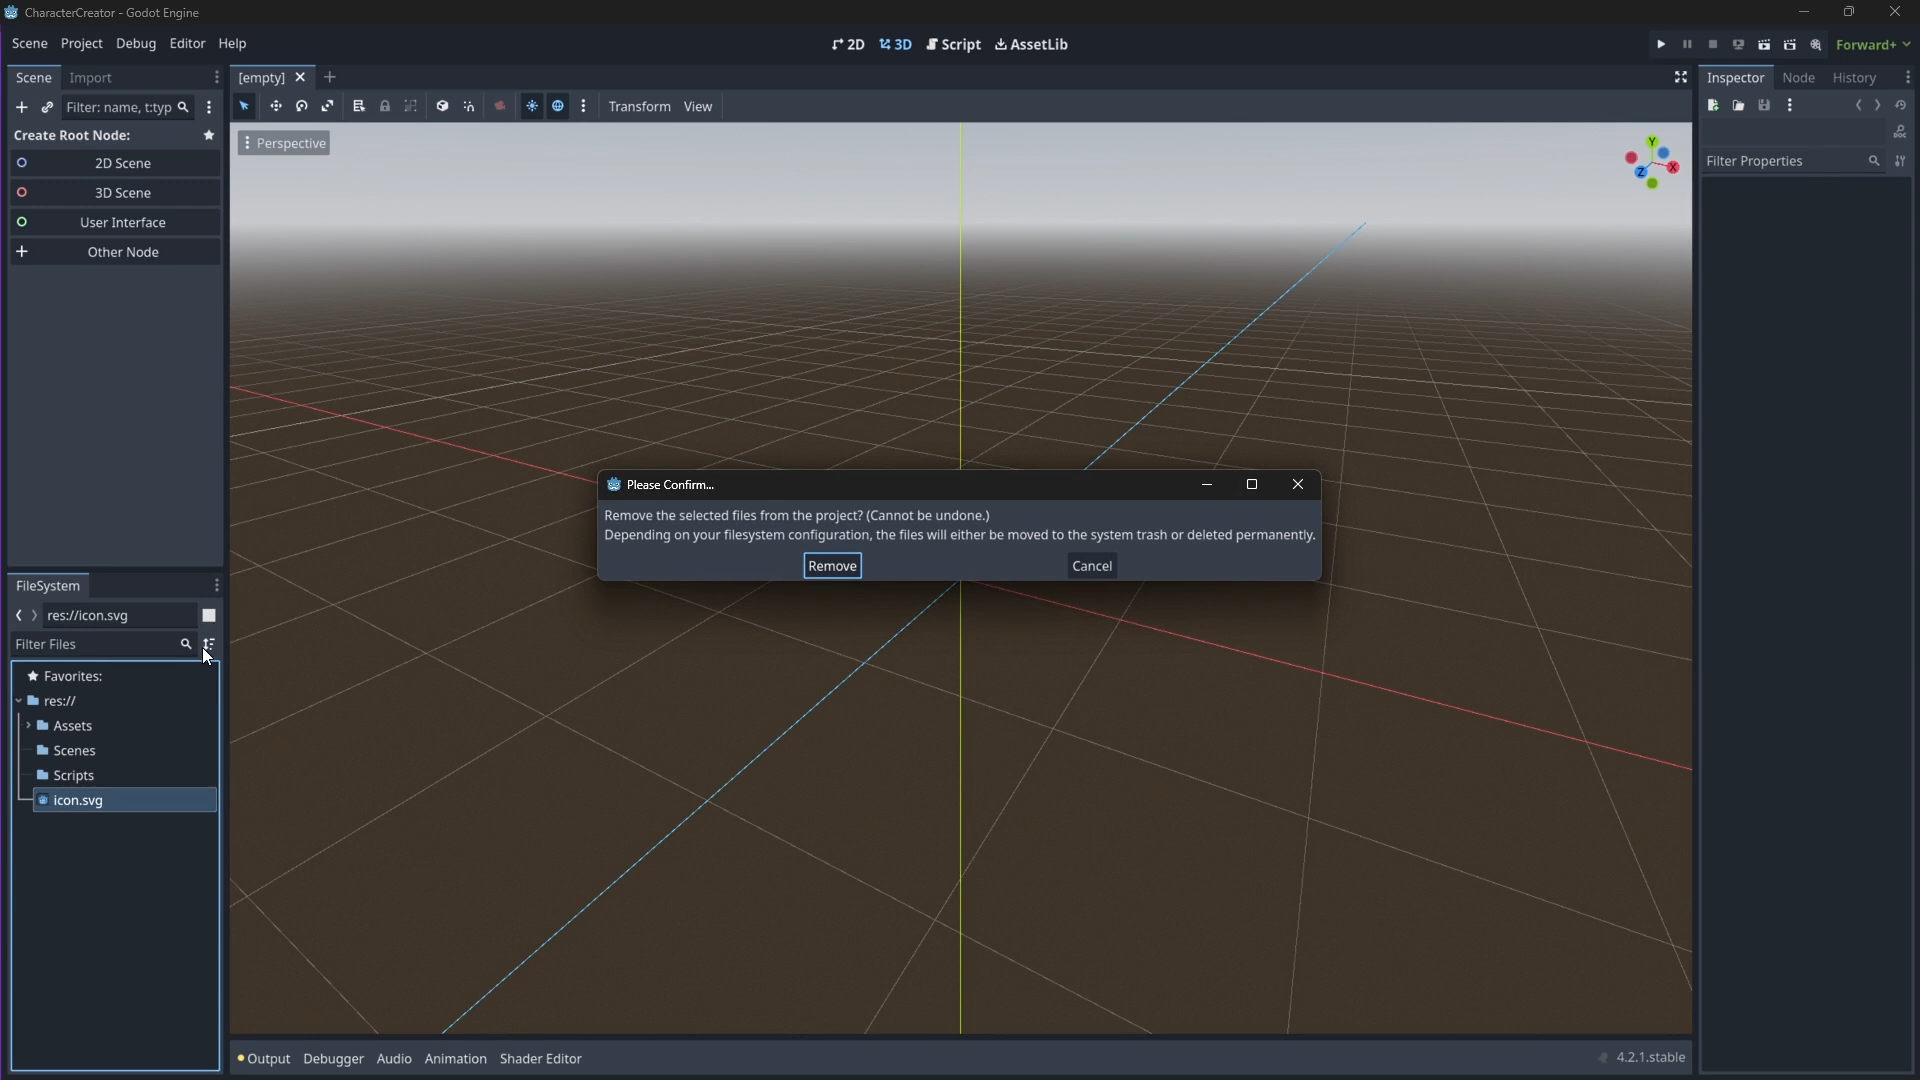 CharacterCreator - Godot Engine
Scene Project Debug Editor Help
2D 3D Script AssetLib
Forward+
Scene Import
[empty]
Inspector Node History
Filter: name, t:typ
Transform View
Create Root Node:
2D Scene
3D Scene
User Interface
Other Node
Perspective
Y
X
Z
DOC
Filter Properties
Please Confirm...
Remove the selected files from the project? (Cannot be undone.)
Depending on your filesystem configuration, the files will either be moved to the system trash or deleted permanently.
Remove Cancel
FileSystem
res://icon.svg
Filter Files
Favorites:
res://
Assets
Scenes
Scripts
icon.svg
Output Debugger Audio Animation Shader Editor
4.2.1.stable